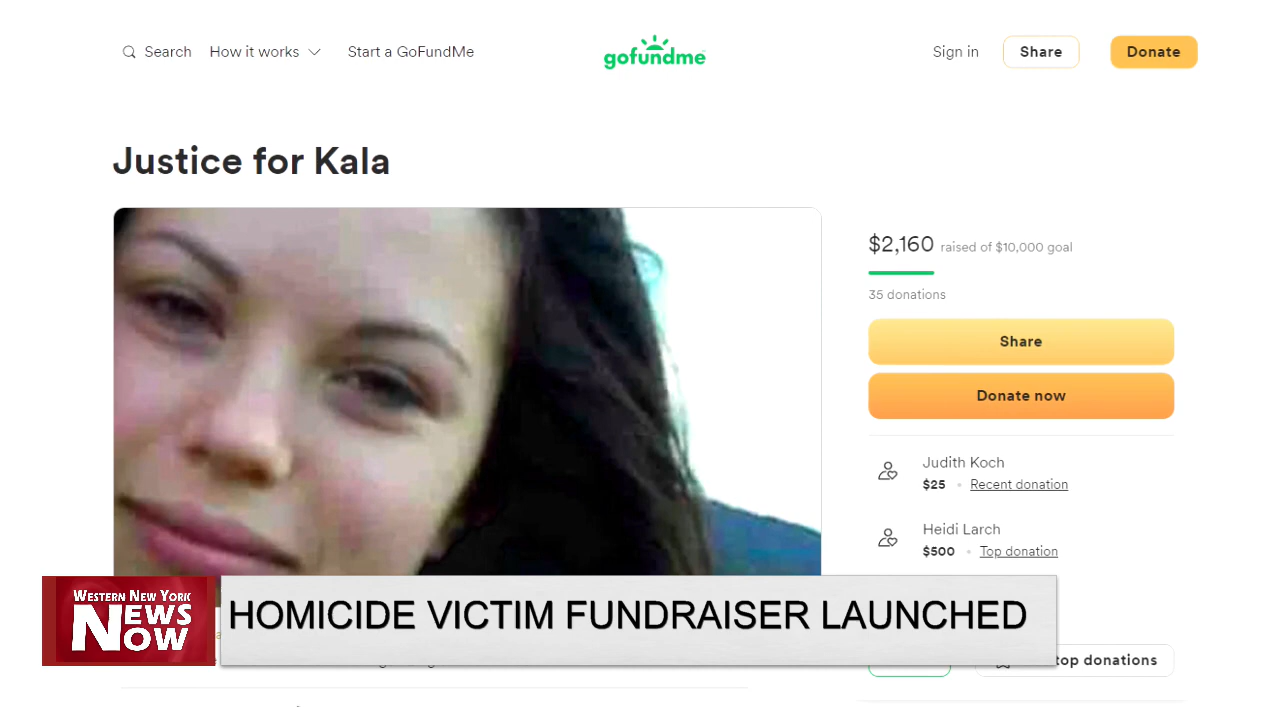 Search How it works Start a GoFundMe gofundme Sign in Share Donate
Justice for Kala
$2,160 raised of $10,000 goal
35 donations
Share
Donate now
Judith Koch
$25 • Recent donation
Heidi Larch
$500 • Top donation
WESTERN NEW YORK
NEWS
NOW
HOMICIDE VICTIM FUNDRAISER LAUNCHED
top donations